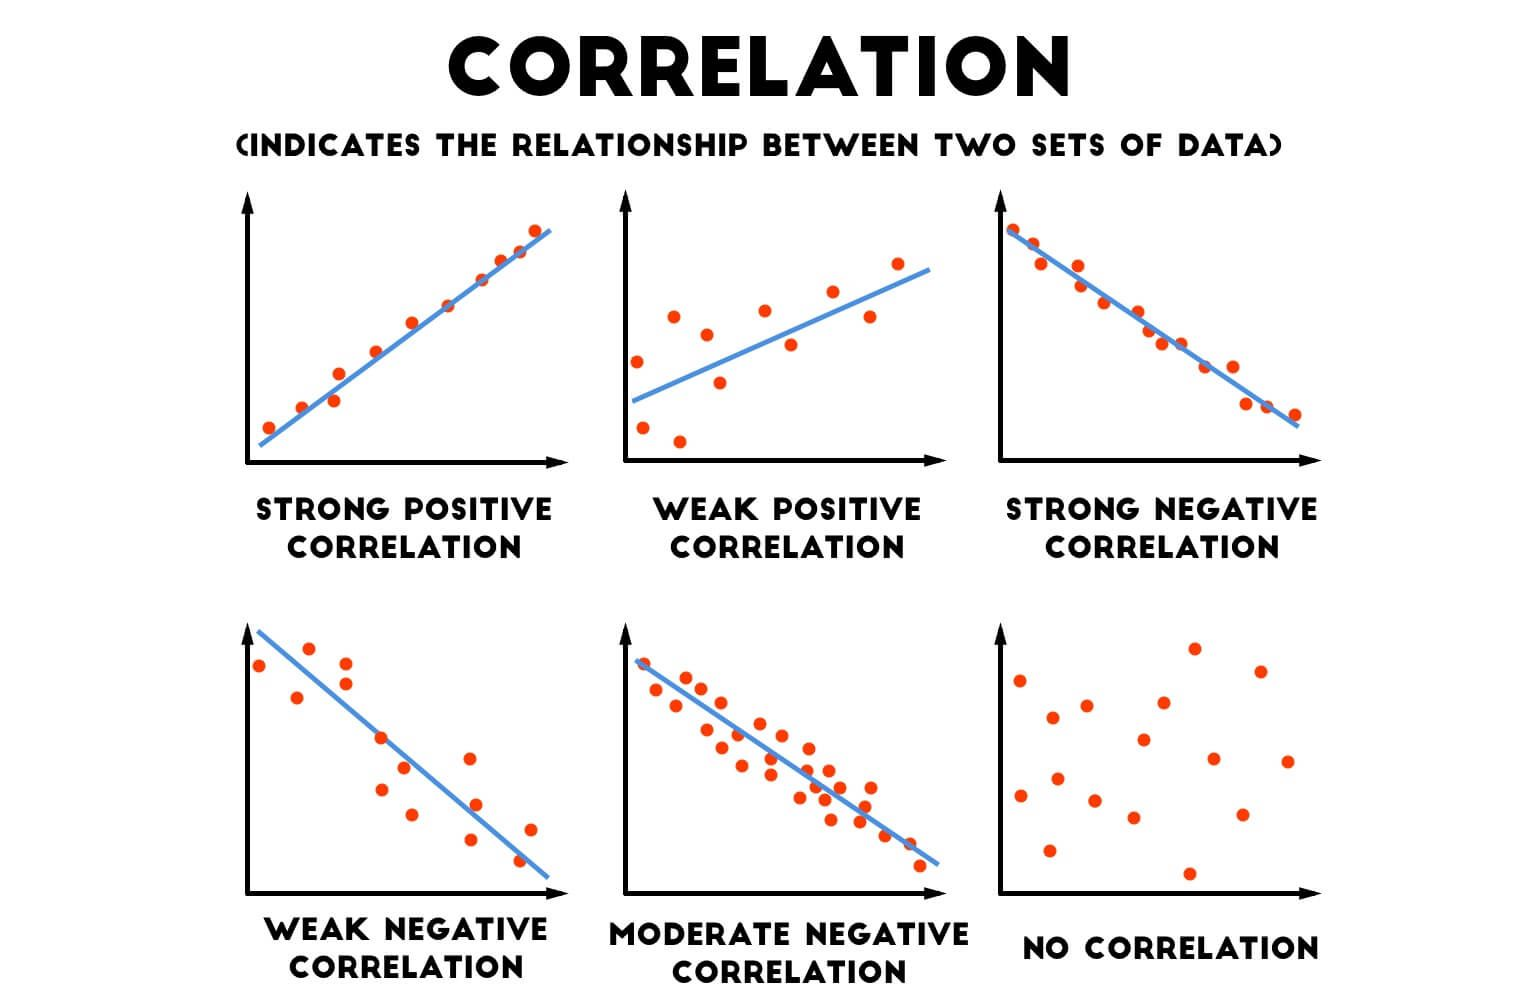 CORRELATION
(INDICATES THE RELATIONSHIP BETWEEN TWO SETS OF DATA)
STRONG POSITIVE
CORRELATION
WEAK POSITIVE
CORRELATION
STRONG NEGATIVE
CORRELATION
WEAK NEGATIVE
CORRELATION
MODERATE NEGATIVE
CORRELATION
NO CORRELATION